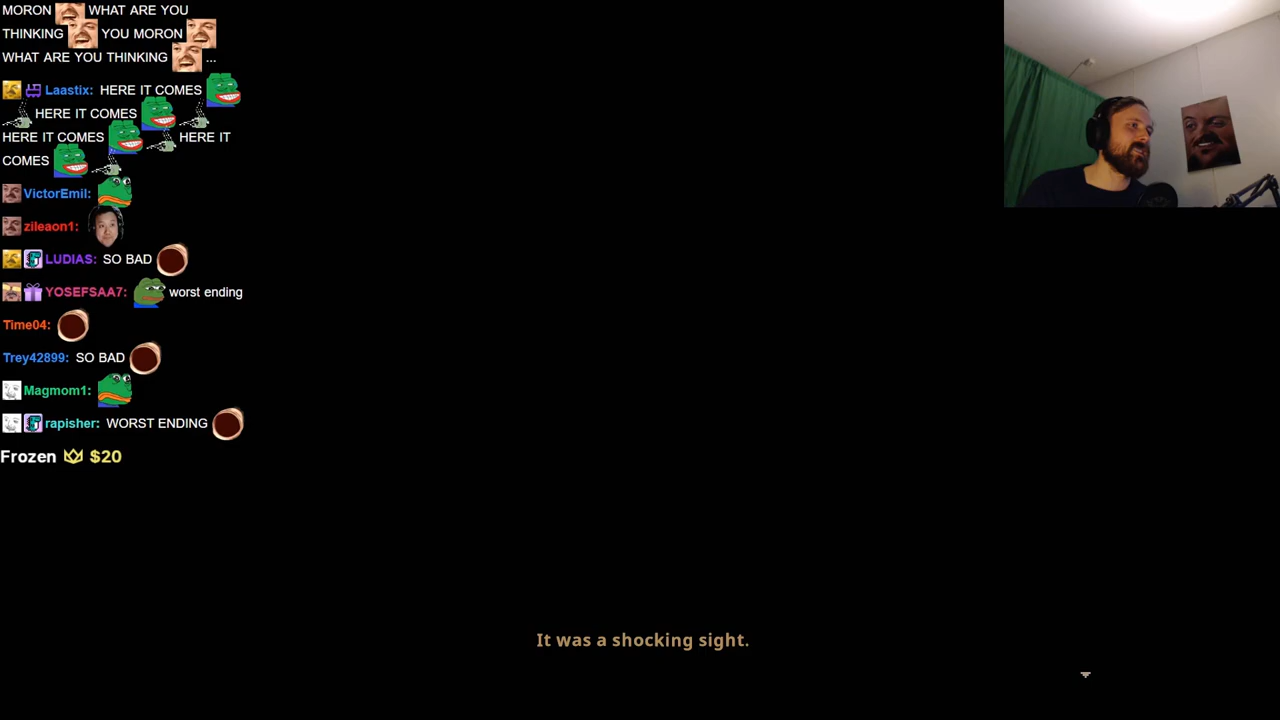 MORON WHAT ARE YOU
THINKING YOU MORON
WHAT ARE YOU THINKING ...
Laastix: HERE IT COMES
HERE IT COMES
HERE IT COMES HERE IT
COMES
VictorEmil:
zileaon1:
LUDIAS: SO BAD
YOSEFSAA7: worst ending
Time04:
Trey42899: SO BAD
Magmom1:
rapisher: WORST ENDING
Frozen $20
It was a shocking sight.